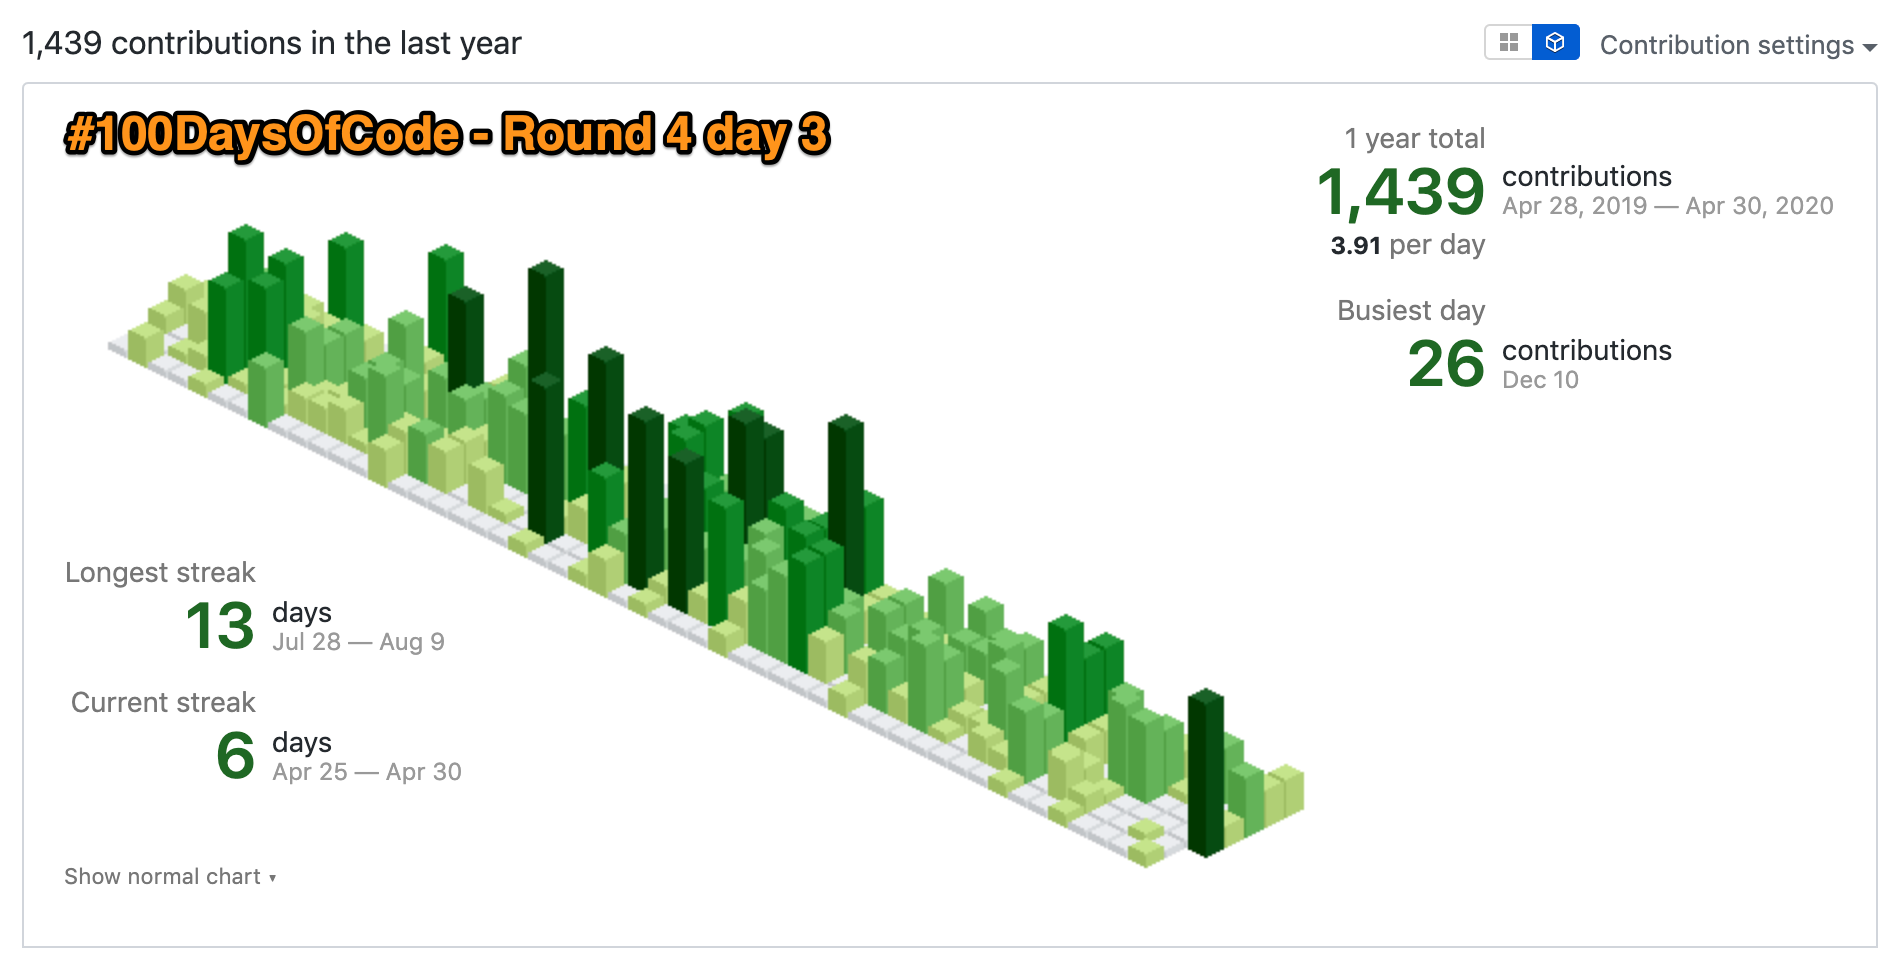 1,439 contributions in the last year
Contribution settings
#100DaysOfCode - Round 4 day 3
1 year total
1,439 contributions
Apr 28, 2019 — Apr 30, 2020
3.91 per day
Busiest day
26 contributions
Dec 10
Longest streak
13 days
Jul 28 — Aug 9
Current streak
6 days
Apr 25 — Apr 30
Show normal chart